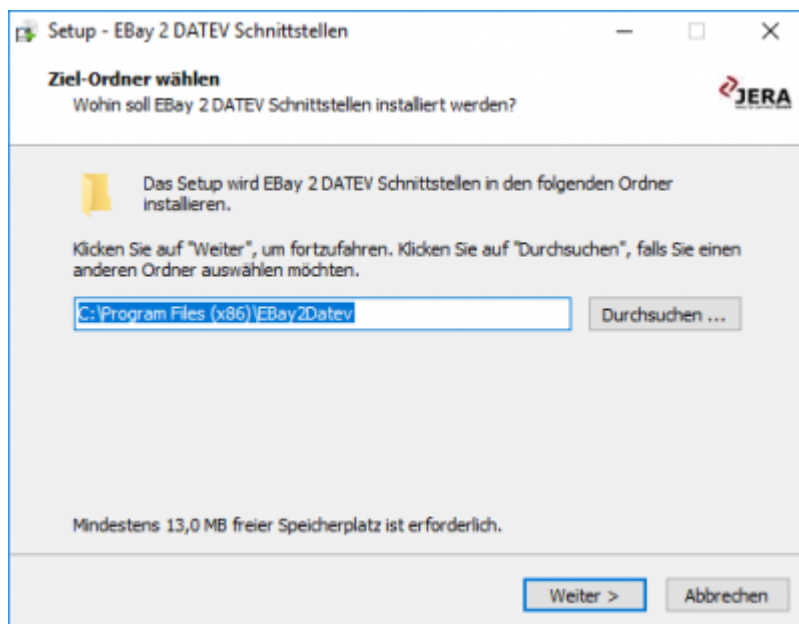 Setup - EBay 2 DATEV Schnittstellen
Ziel-Ordner wählen
Wohin soll EBay 2 DATEV Schnittstellen installiert werden?
JERA
Das Setup wird EBay 2 DATEV Schnittstellen in den folgenden Ordner
installieren.
Klicken Sie auf "Weiter", um fortzufahren. Klicken Sie auf "Durchsuchen", falls Sie einen
anderen Ordner auswählen möchten.
C:\Program Files (x86)\EBay2Datev
Durchsuchen ...
Mindestens 13,0 MB freier Speicherplatz ist erforderlich.
Weiter >
Abbrechen